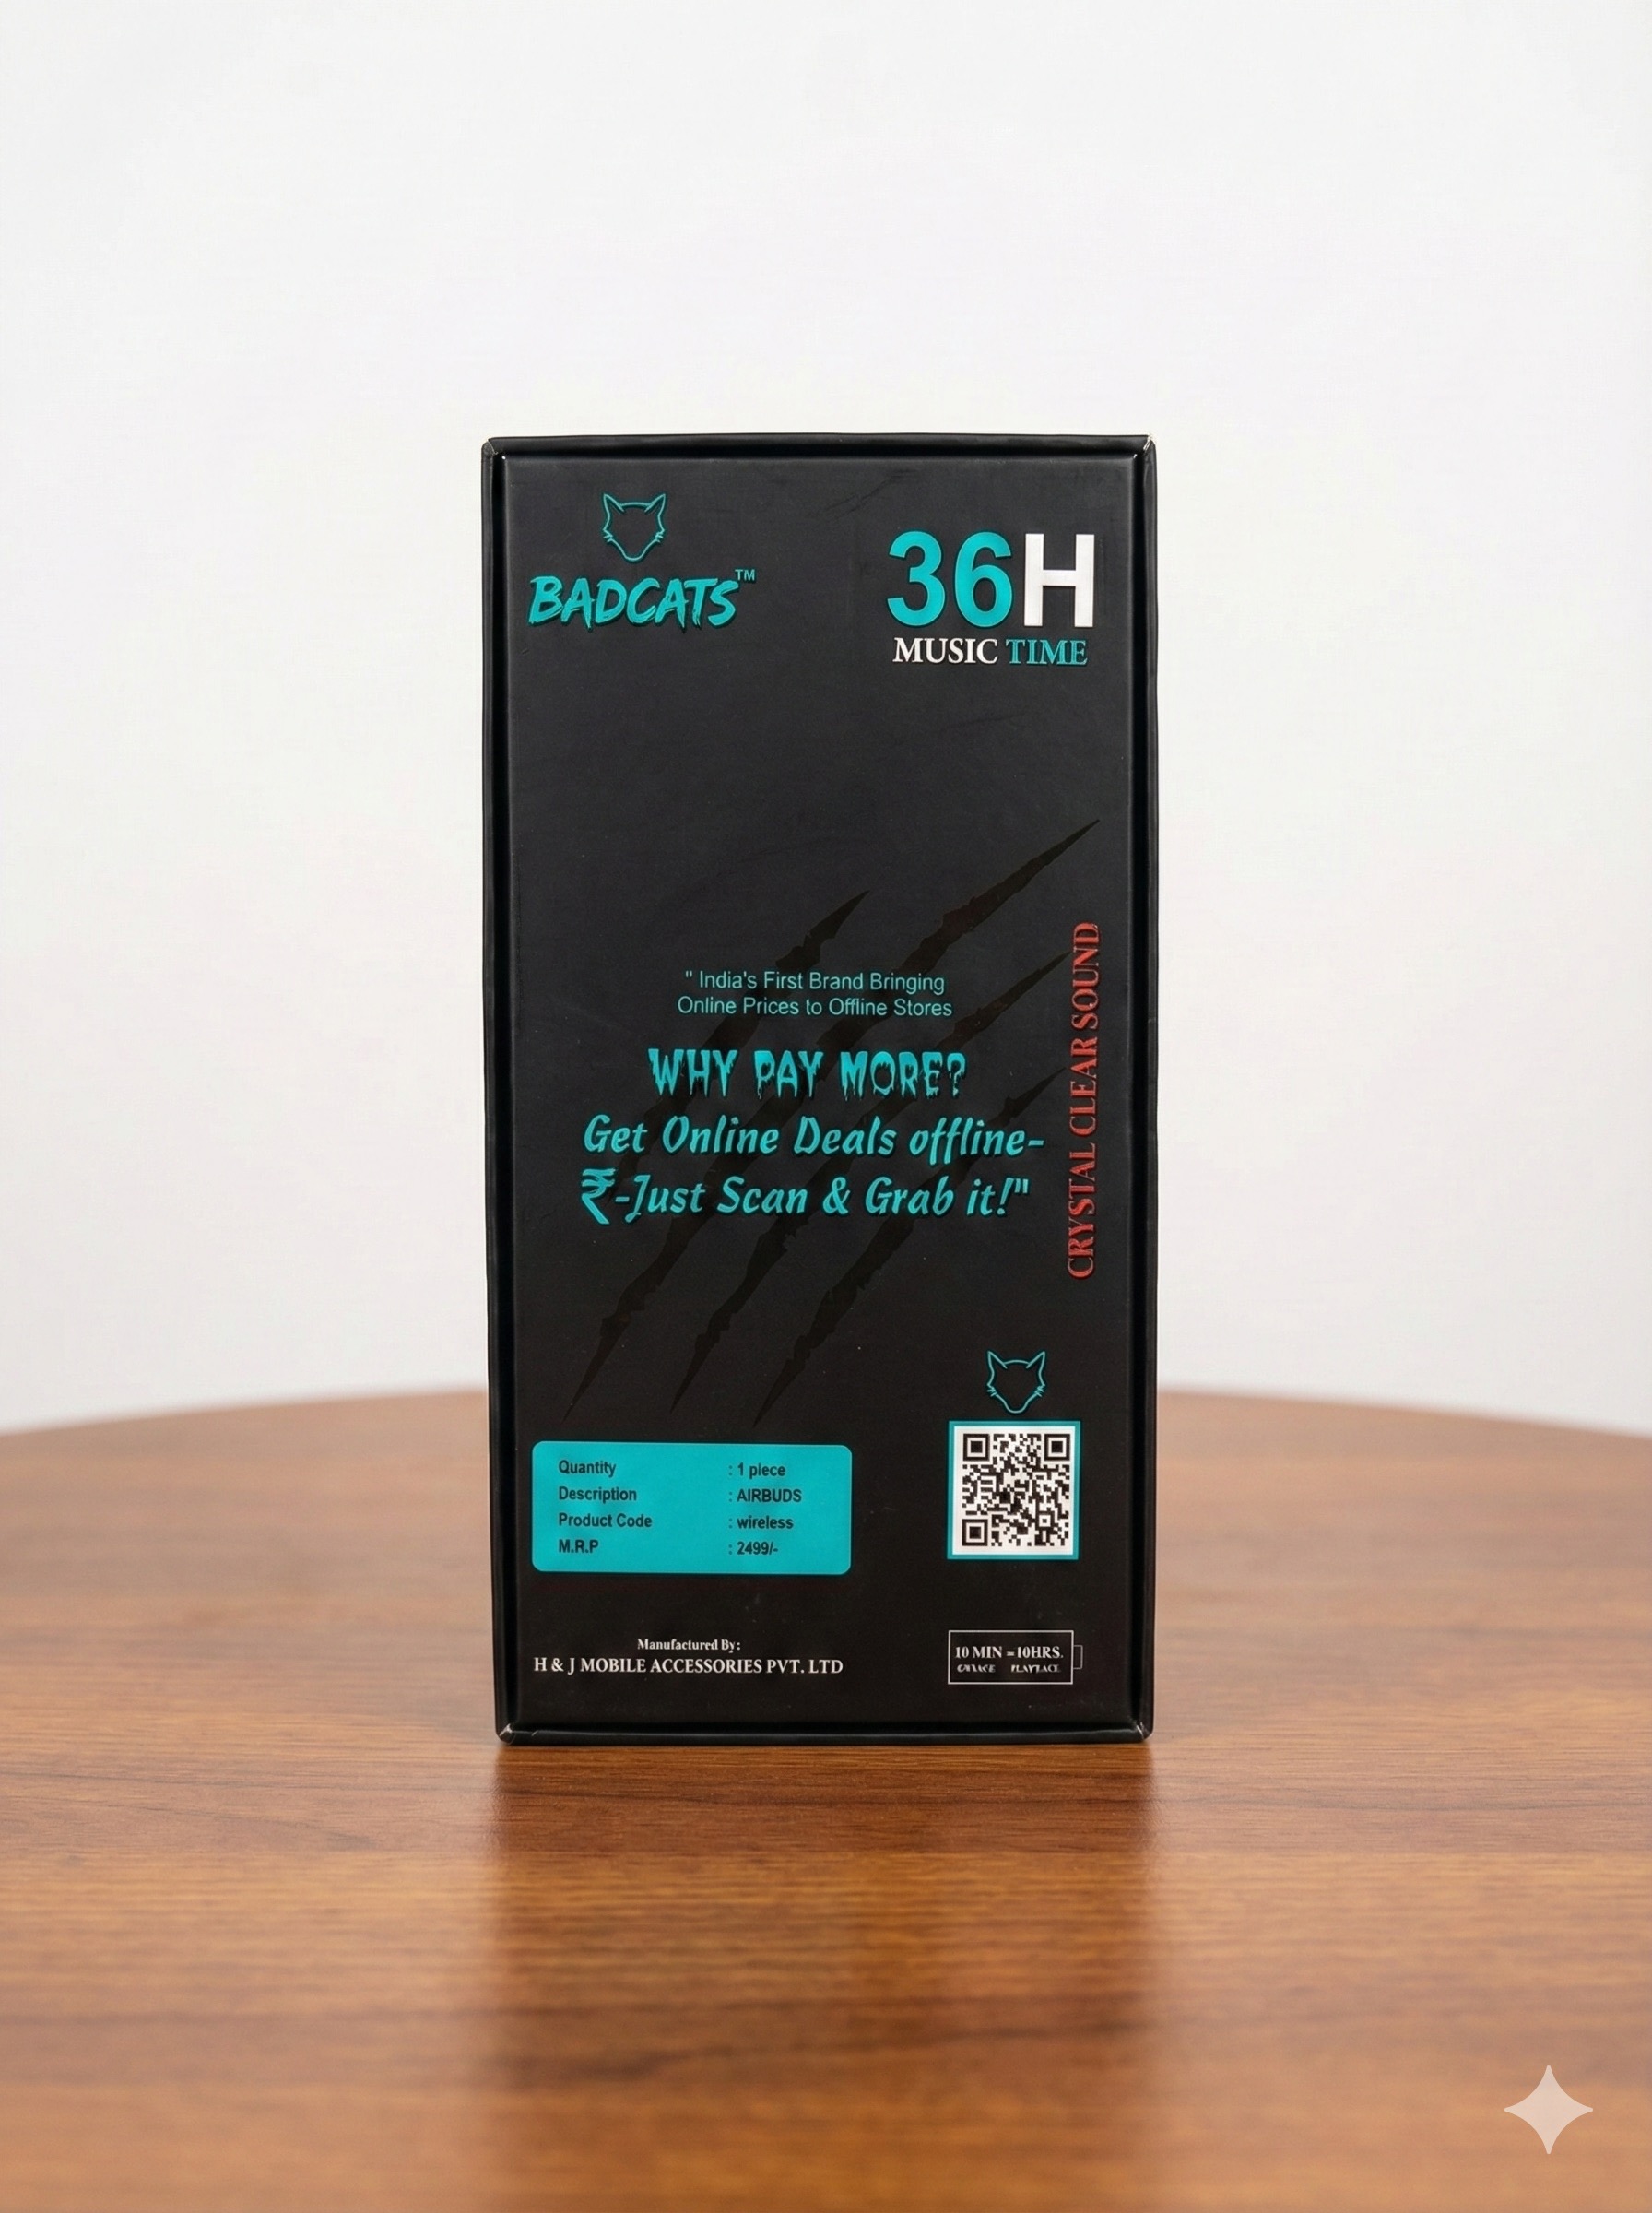 BADCATS™
36H
MUSIC TIME
" India's First Brand Bringing
Online Prices to Offline Stores
WHY PAY MORE?
Get Online Deals offline-
₹-Just Scan & Grab it!"
CRYSTAL CLEAR SOUND
Quantity : 1 piece
Description : AIRBUDS
Product Code : wireless
M.R.P : 2499/-
Manufactured By:
H & J MOBILE ACCESSORIES PVT. LTD
10 MIN = 10HRS.